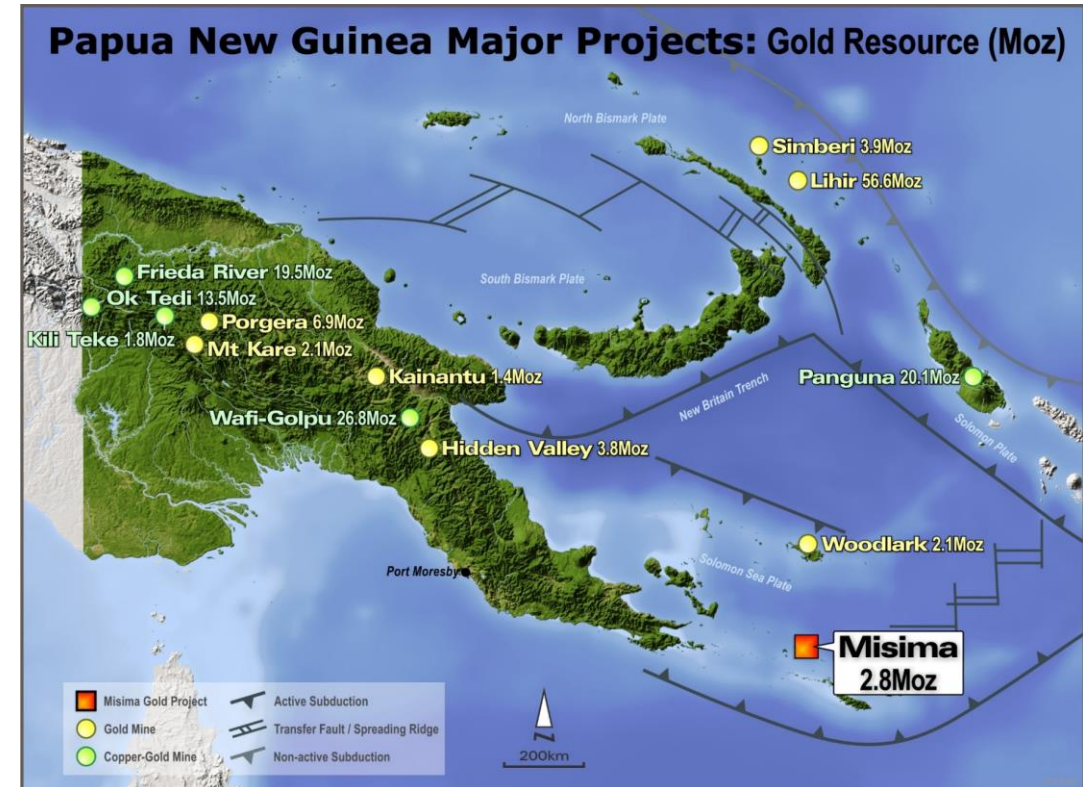 Papua New Guinea Major Projects: Gold Resource (Moz)
North Bismark Plate
Simberi 3.9Moz
Lihir 56.6Moz
Frieda River 19.5Moz
South Bismark Plate
Ok Tedi 13.5Moz
Porgera 6.9Moz
Kili Teke 1.8Moz
Mt Kare 2.1Moz
Kainantu 1.4Moz
Panguna 20.1Moz
New Britain Trench
Wafi-Golpu 26.8Moz
Solomon Plate
Hidden Valley 3.8Moz
Woodlark 2.1Moz
Solomon Sea Plate
Port Moresby
Misima
2.8Moz
Misima Gold Project
Active Subduction
Gold Mine
Transfer Fault / Spreading Ridge
Copper-Gold Mine
Non-active Subduction
N
200km